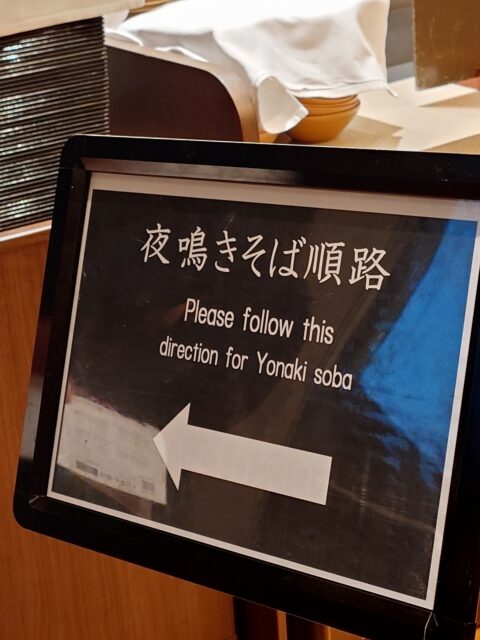 夜鳴きそば順路
Please follow this
direction for Yonaki soba